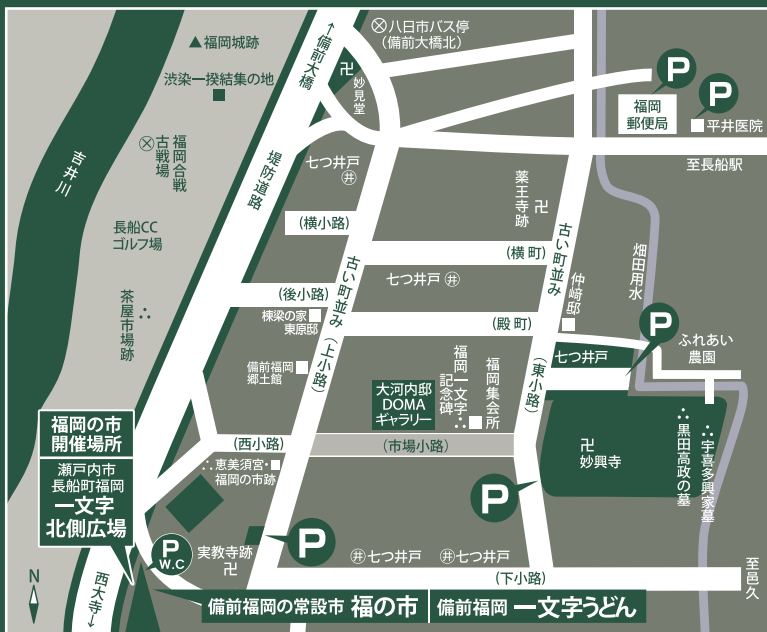 八日市バス停
(備前大橋北)
↑備前大橋
▲福岡城跡
渋染一揆結集の地
卍
妙見堂
P
P
福岡
郵便局
平井医院
至長船駅
吉井川
福岡合戦
古戦場
堤防道路
七つ井戸
井
薬王寺跡
卍
長船CC
ゴルフ場
(横小路)
古い町並み(上小路)
古い町並み
(東小路)
(横町)
畑田用水
七つ井戸 井
仲﨑邸
茶屋市場跡
(後小路)
棟梁の家
東原邸
(殿町)
P
ふれあい
農園
七つ井戸
備前福岡
郷土館
大河内邸
DOMA
ギャラリー
福岡一文字
記念碑
福岡集会所
福岡の市
開催場所
瀬戸内市
長船町福岡
一文字
北側広場
(西小路)
(市場小路)
恵美須宮・
福岡の市跡
卍
妙興寺
黒田高政の墓
宇喜多興家墓
P
P
W.C
実教寺跡
卍
P
井七つ井戸
井七つ井戸
(下小路)
至邑久
N
西大寺↓
備前福岡の常設市 福の市
備前福岡 一文字うどん